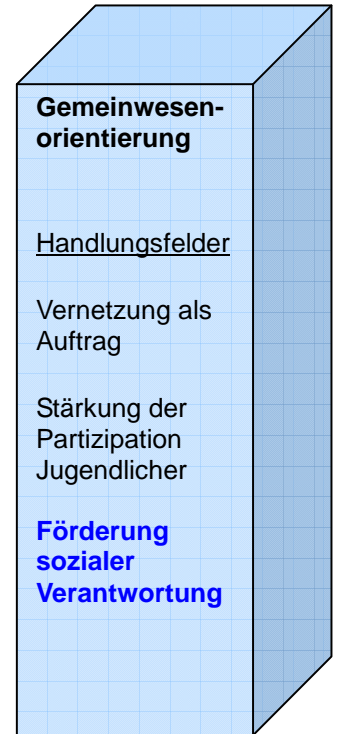 Gemeinwesen-
orientierung
Handlungsfelder
Vernetzung als
Auftrag
Stärkung der
Partizipation
Jugendlicher
Förderung
sozialer
Verantwortung